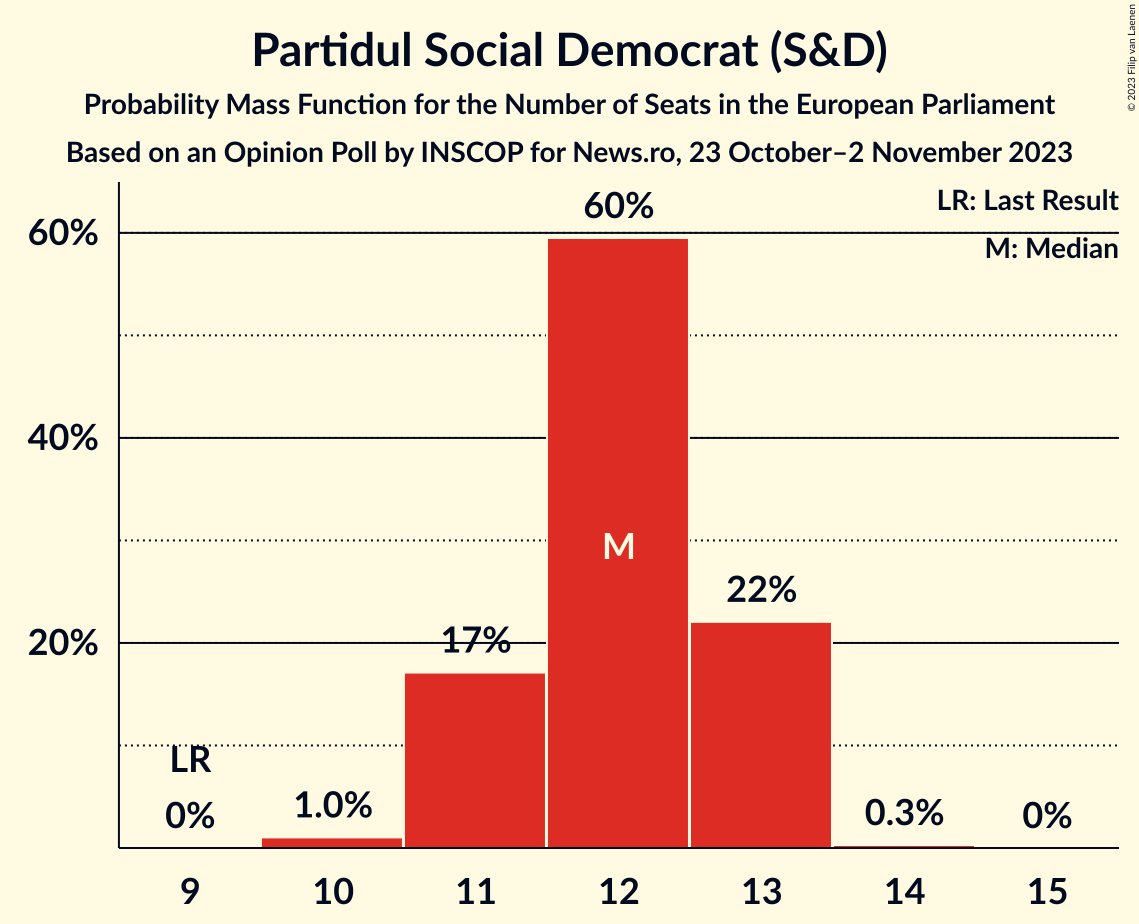 Partidul Social Democrat (S&D)
Probability Mass Function for the Number of Seats in the European Parliament
Based on an Opinion Poll by INSCOP for News.ro, 23 October–2 November 2023
© 2023 Filip van Laenen
LR: Last Result
M: Median
60%
40%
20%
LR
0%
1.0%
17%
60%
M
22%
0.3%
0%
9 10 11 12 13 14 15